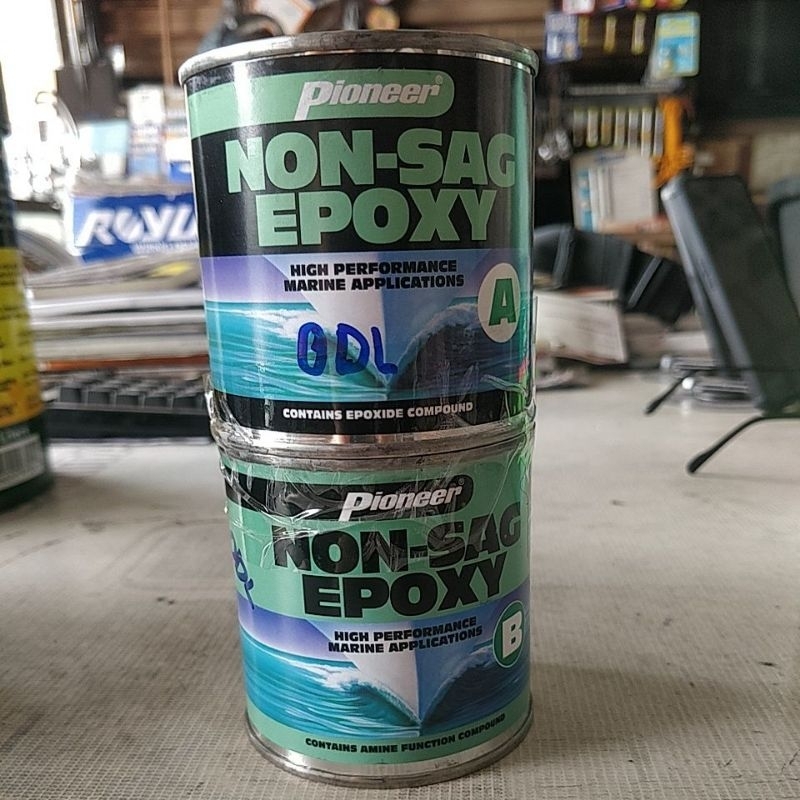 Pioneer®
NON-SAG
EPOXY
HIGH PERFORMANCE
MARINE APPLICATIONS
A
BDL
CONTAINS EPOXIDE COMPOUND
Pioneer®
NON-SAG
EPOXY
HIGH PERFORMANCE
MARINE APPLICATIONS
B
CONTAINS AMINE FUNCTION COMPOUND